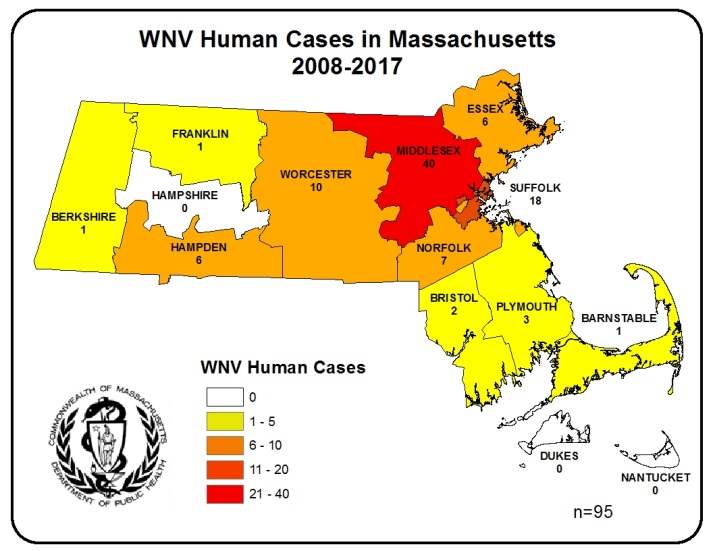 WNV Human Cases in Massachusetts
2008-2017
ESSEX
6
FRANKLIN
1
MIDDLESEX
40
WORCESTER
10
SUFFOLK
18
HAMPSHIRE
0
BERKSHIRE
1
HAMPDEN
6
NORFOLK
7
BRISTOL
2
PLYMOUTH
3
BARNSTABLE
1
WNV Human Cases
0
1 - 5
6 - 10
11 - 20
21 - 40
COMMONWEALTH OF MASSACHUSETTS
DEPARTMENT OF PUBLIC HEALTH
DUKES
0
NANTUCKET
0
n=95